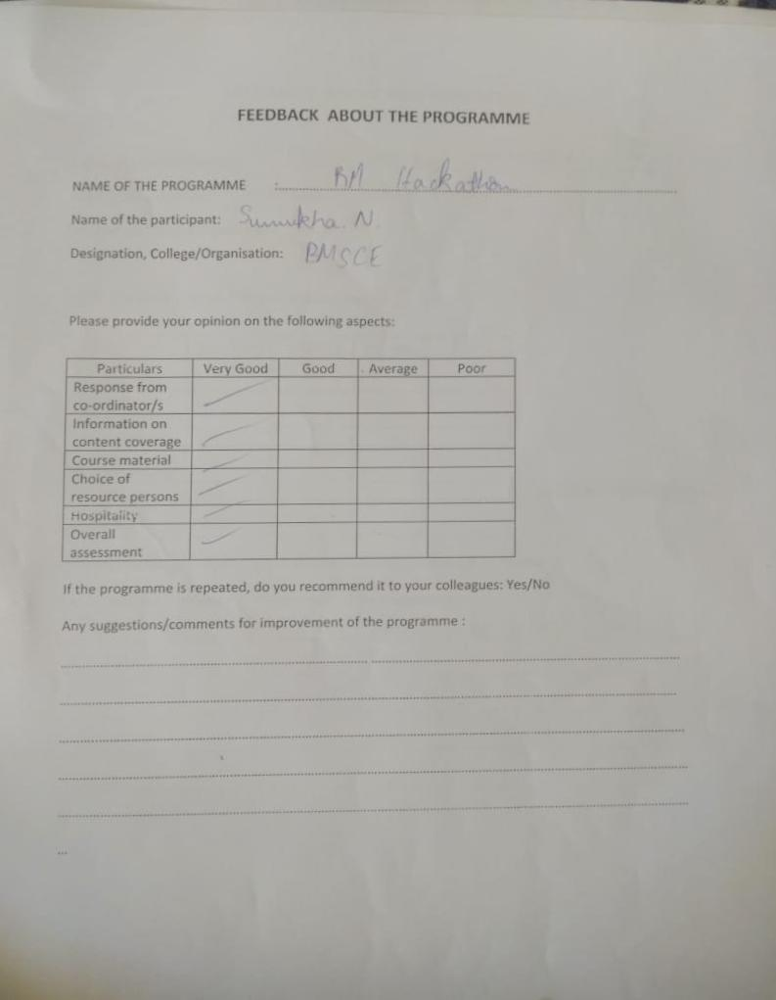 FEEDBACK ABOUT THE PROGRAMME
NAME OF THE PROGRAMME : Hackathon
Name of the participant: Sumukha. N.
Designation, College/Organisation: BMSCE
Please provide your opinion on the following aspects:
Particulars Very Good Good Average Poor
Response from
co-ordinator/s
Information on
content coverage
Course material
Choice of
resource persons
Hospitality
Overall
assessment
If the programme is repeated, do you recommend it to your colleagues: Yes/No
Any suggestions/comments for improvement of the programme :
...